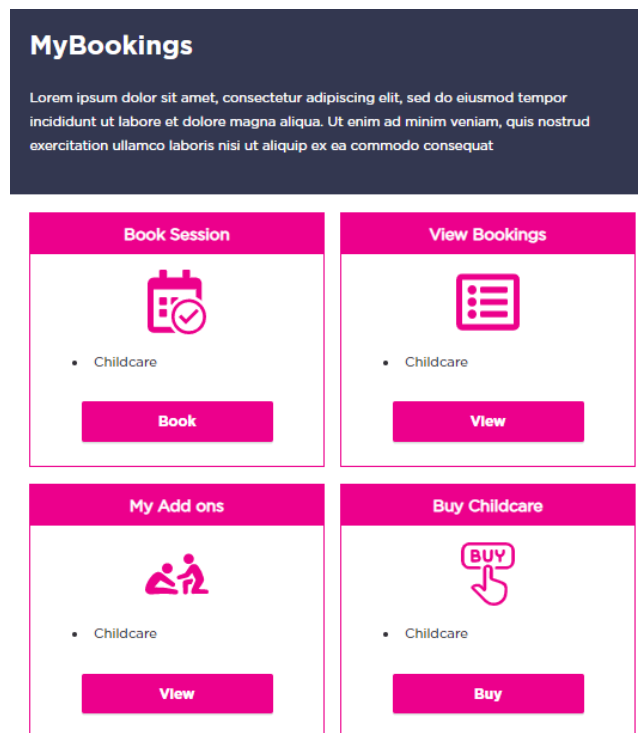 MyBookings
Lorem ipsum dolor sit amet, consectetur adipiscing elit, sed do eiusmod tempor
incididunt ut labore et dolore magna aliqua. Ut enim ad minim veniam, quis nostrud
exercitation ullamco laboris nisi ut aliquip ex ea commodo consequat
Book Session
• Childcare
Book
View Bookings
• Childcare
View
My Add ons
• Childcare
View
Buy Childcare
BUY
• Childcare
Buy